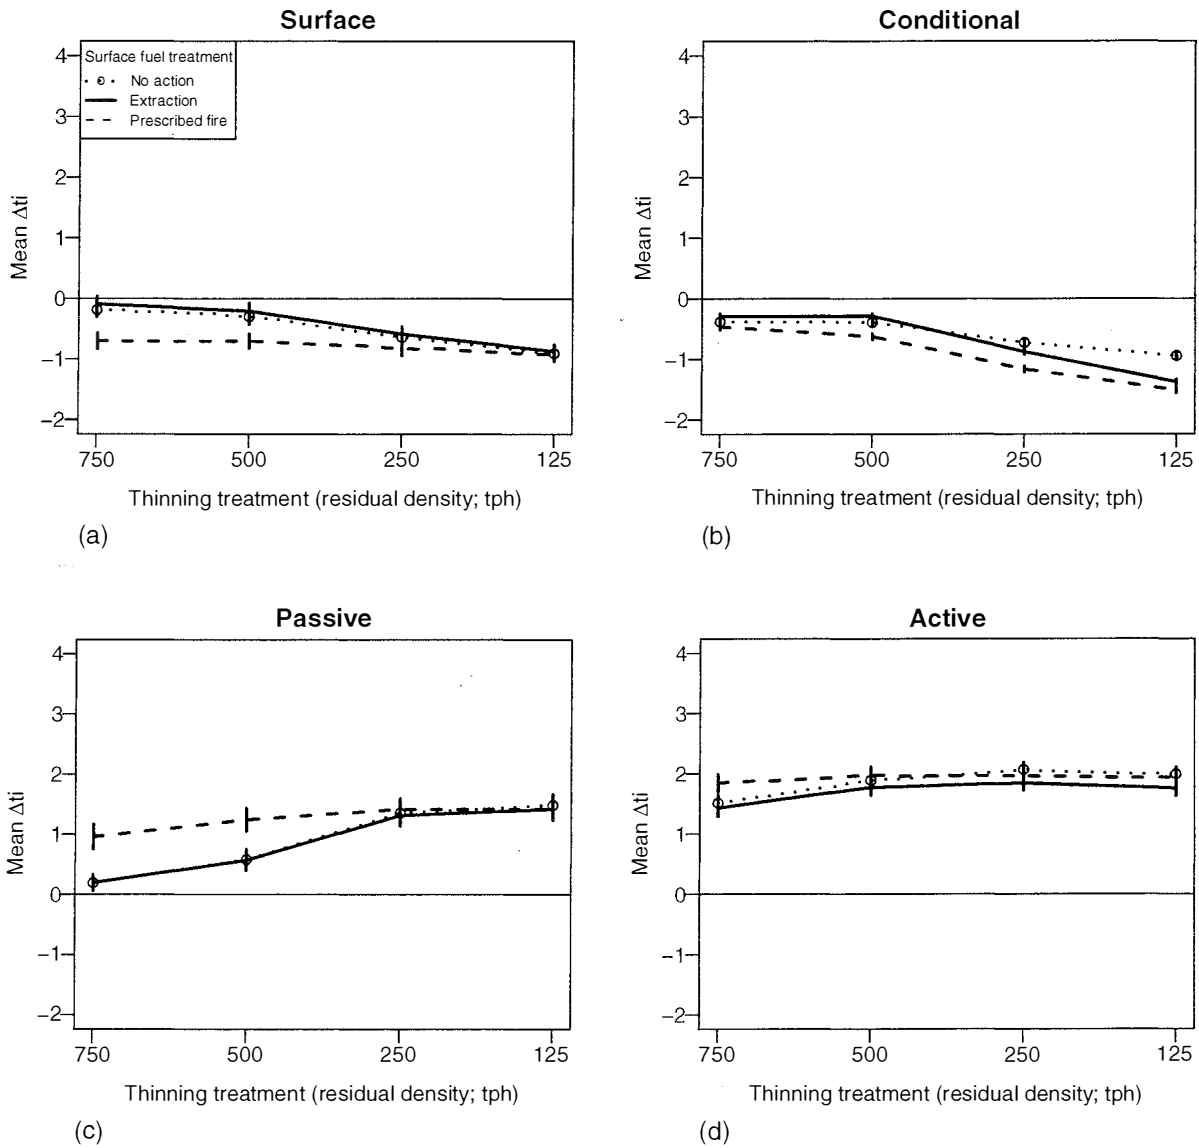 Surface
4
3
2
1
0
−1
−2
Mean Δti
Surface fuel treatment
No action
Extraction
Prescribed fire
750 500 250 125
Thinning treatment (residual density; tph)
(a)
Conditional
4
3
2
1
0
−1
−2
Mean Δti
750 500 250 125
Thinning treatment (residual density; tph)
(b)
Passive
4
3
2
1
0
−1
−2
Mean Δti
750 500 250 125
Thinning treatment (residual density; tph)
(c)
Active
4
3
2
1
0
−1
−2
Mean Δti
750 500 250 125
Thinning treatment (residual density; tph)
(d)